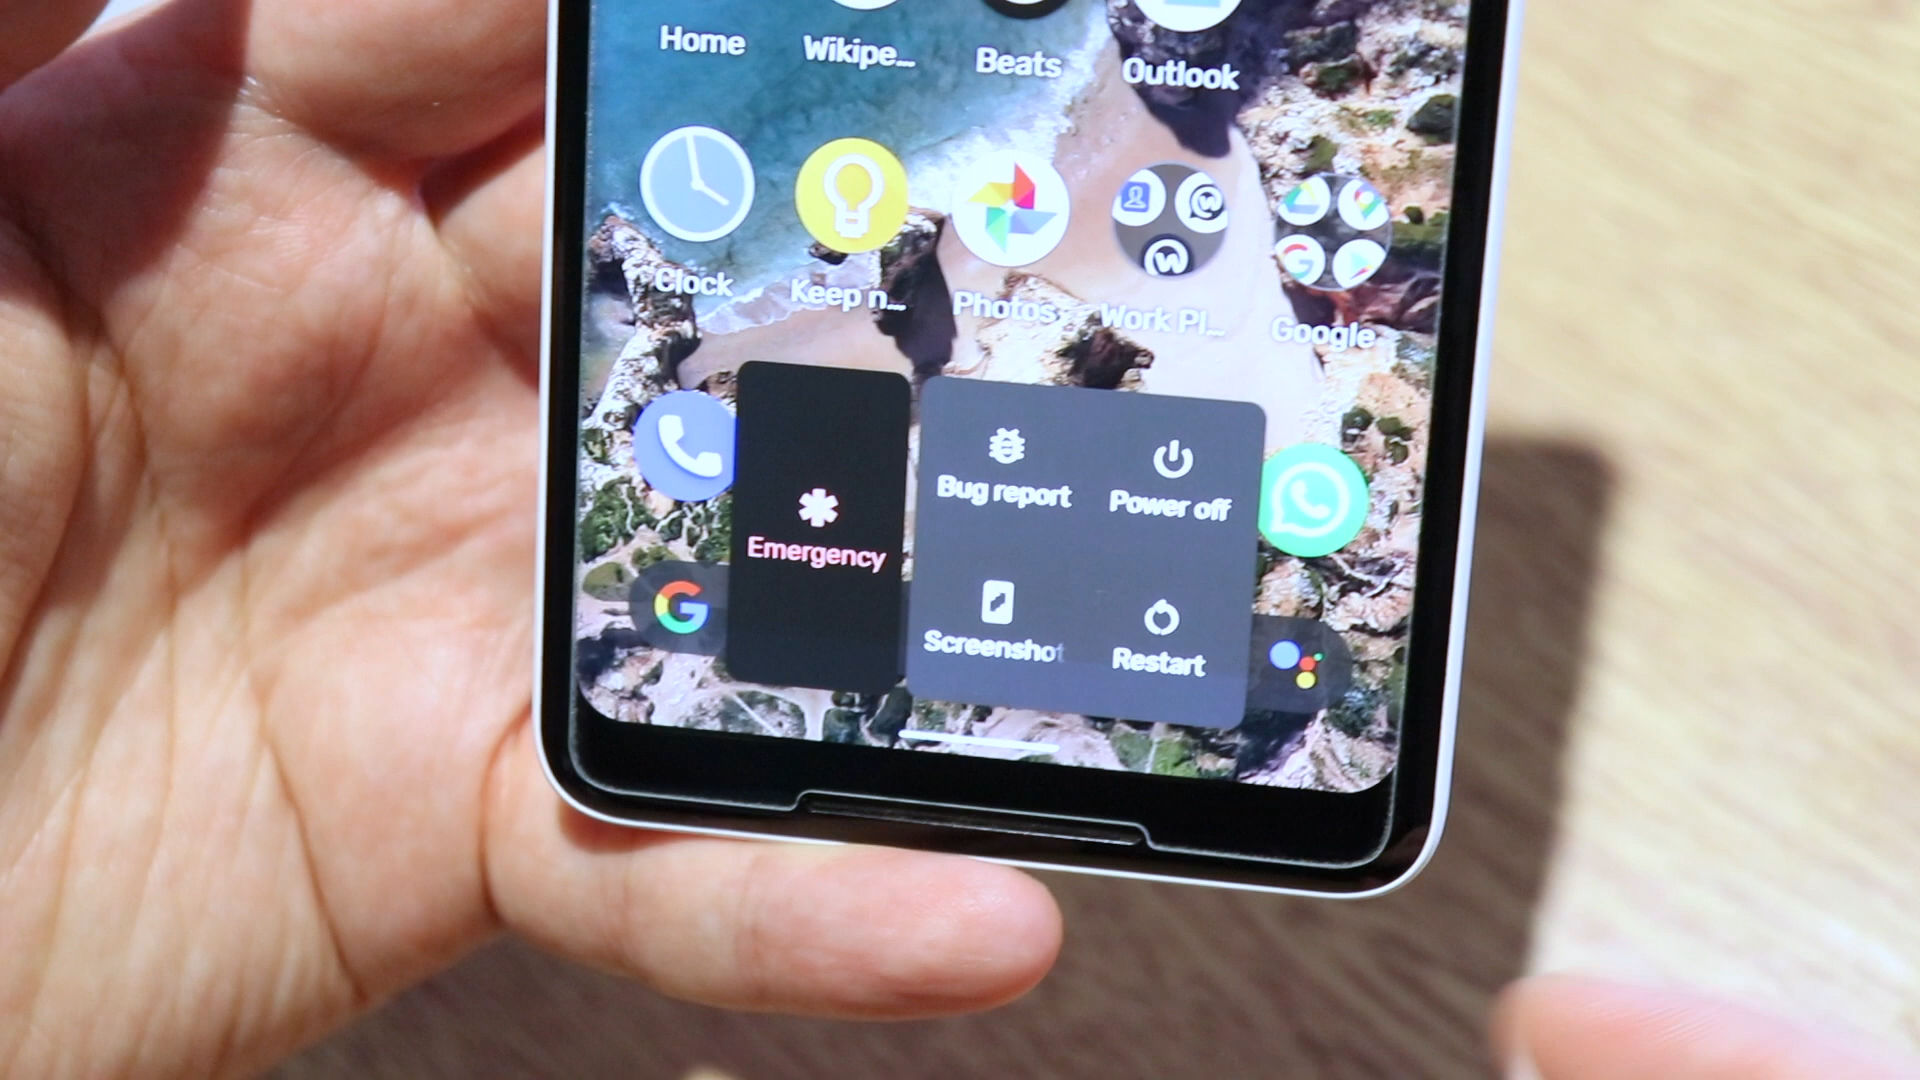 Home Wikipe... Beats Outlook
Clock Keep n... Photos Work Pl... Google
Emergency
Bug report Power off
Screenshot Restart